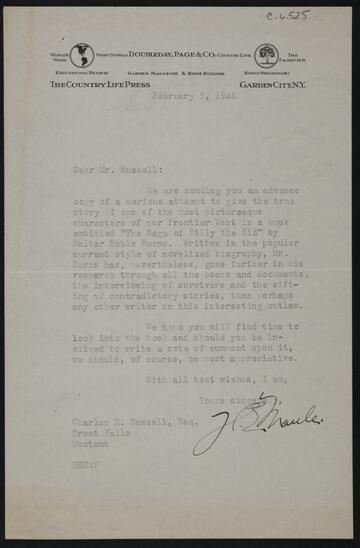 C.4.525
WORLD'S WORK SHORT STORIES DOUBLEDAY, PAGE & CO. COUNTRY LIFE THE FRONTIER
EDUCATIONAL REVIEW GARDEN MAGAZINE & HOME BUILDER RADIO BROADCAST
THE COUNTRY LIFE PRESS GARDEN CITY, N.Y.
February 3, 1926
Dear Mr. Russell:
We are sending you an advance
copy of a serious attempt to give the true
story of one of the most picturesque
characters of our frontier West in a book
entitled "The Saga of Billy the Kid" by
Walter Noble Burns. Written in the popular
current style of novelized biography, Mr.
Burns has, nevertheless, gone further in his
research through all the books and documents,
the interviewing of survivors and the sift-
ing of contradictory stories, than perhaps
any other writer on this interesting outlaw.
We hope you will find time to
look into the book and should you be in-
clined to write a note of comment upon it,
we should, of course, be most appreciative.
With all best wishes, I am,
Yours sincerely,
Charles M. Russell, Esq.
Great Falls
Montana